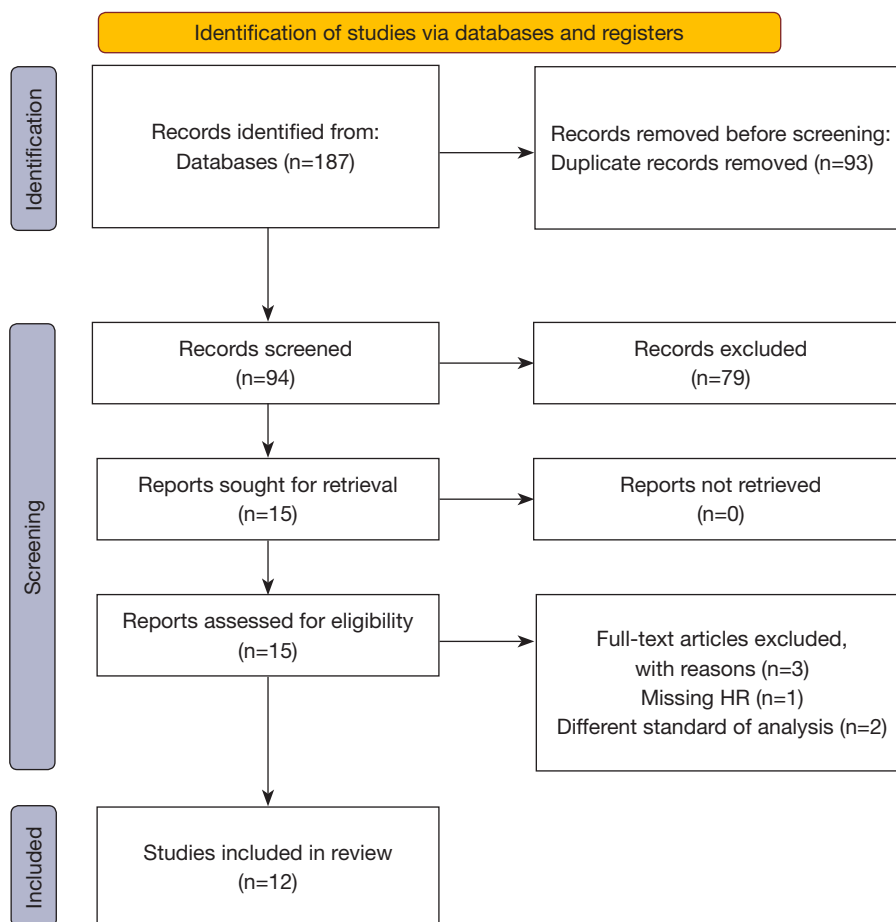 Identification of studies via databases and registers
Identification
Records identified from:
Databases (n=187)
Records removed before screening:
Duplicate records removed (n=93)
Screening
Records screened
(n=94)
Records excluded
(n=79)
Reports sought for retrieval
(n=15)
Reports not retrieved
(n=0)
Reports assessed for eligibility
(n=15)
Full-text articles excluded,
with reasons (n=3)
Missing HR (n=1)
Different standard of analysis (n=2)
Included
Studies included in review
(n=12)